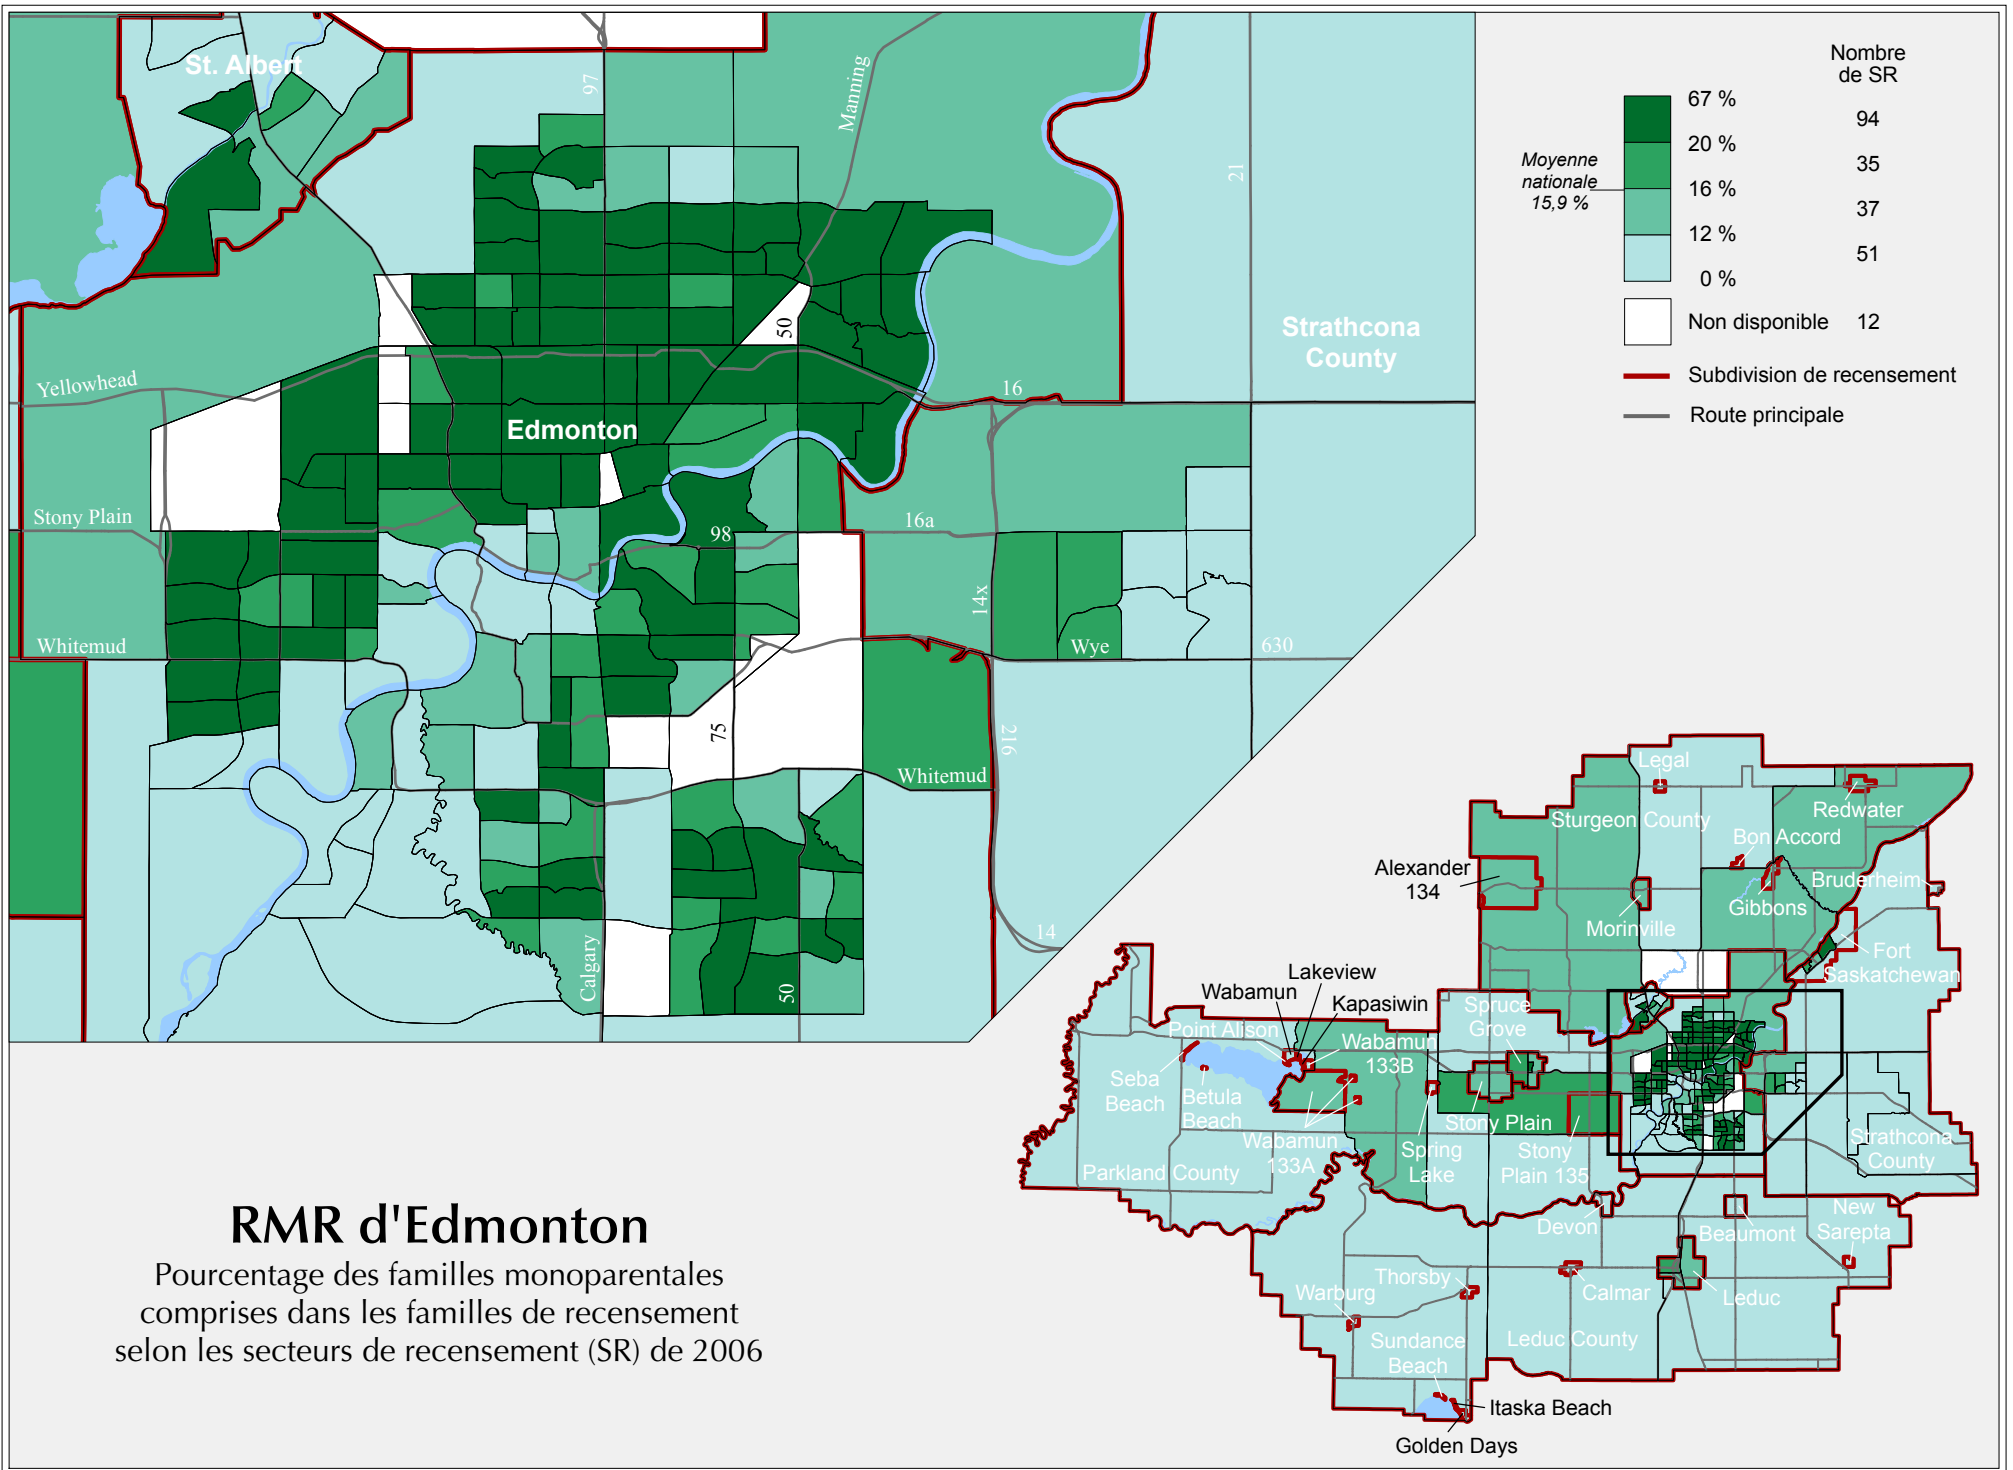 St. Albert
97
Manning
21
Strathcona
County
50
Yellowhead
16
Edmonton
Stony Plain
98
16a
14x
Whitemud
Wye
630
75
216
Whitemud
Calgary
50
14
Nombre
de SR
67 %
94
20 %
35
Moyenne
nationale
15,9 %
16 %
37
12 %
51
0 %
Non disponible 12
Subdivision de recensement
Route principale
Legal
Redwater
Sturgeon County
Bon Accord
Alexander
134
Bruderheim
Gibbons
Morinville
Fort
Saskatchewan
Lakeview
Wabamun
Kapasiwin
Spruce
Grove
Point Alison
Wabamun
133B
Seba
Beach
Betula
Beach
Stony Plain
Wabamun
133A
Spring
Lake
Stony
Plain 135
Strathcona
County
Parkland County
Devon
Beaumont
New
Sarepta
Thorsby
Warburg
Calmar
Leduc
Sundance
Beach
Leduc County
Itaska Beach
Golden Days
RMR d'Edmonton
Pourcentage des familles monoparentales
comprises dans les familles de recensement
selon les secteurs de recensement (SR) de 2006